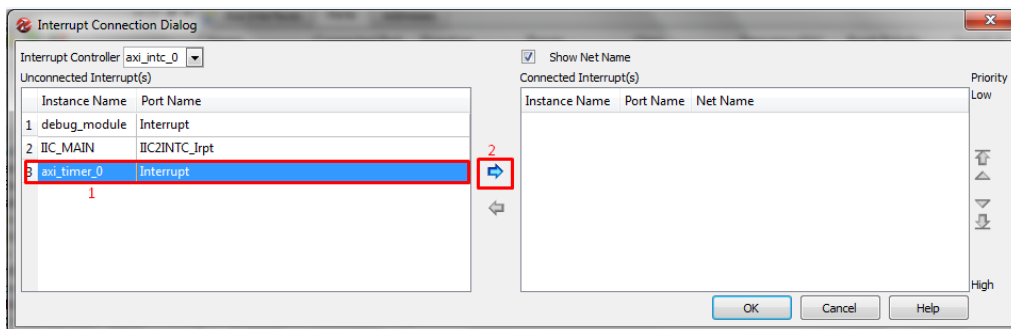 Interrupt Connection Dialog
Interrupt Controller axi_intc_0
Show Net Name
Unconnected Interrupt(s)
Connected Interrupt(s)
Priority
Instance Name Port Name
Instance Name Port Name Net Name
Low
1 debug_module Interrupt
2 IIC_MAIN IIC2INTC_Irpt
2
3 axi_timer_0 Interrupt
1
High
OK Cancel Help